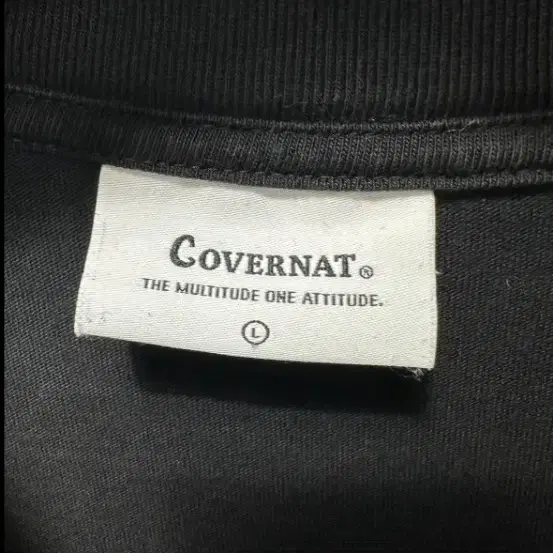 COVERNAT®
THE MULTITUDE ONE ATTITUDE.
L